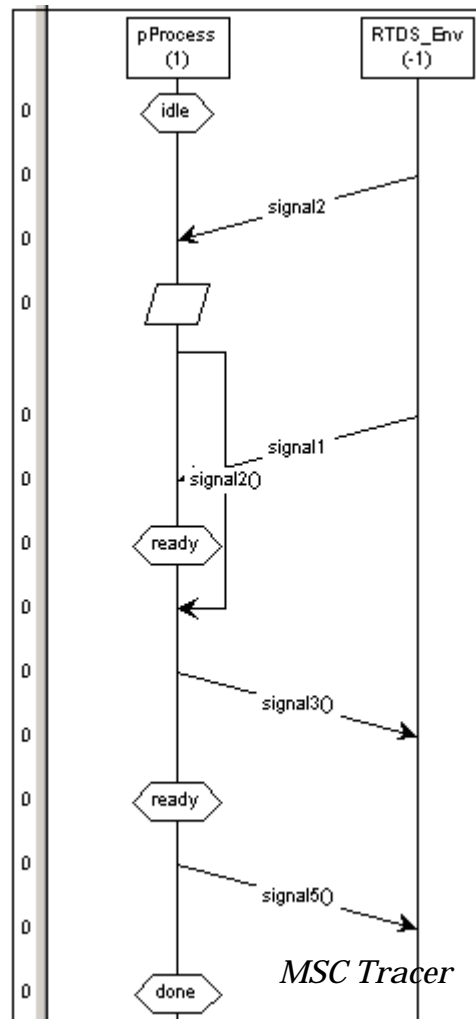 pProcess
(1)
RTDS_Env
(-1)
0
idle
0
signal2
0
0
0
signal1
0
signal2()
0
ready
0
0
signal3()
0
0
ready
0
signal5()
0
MSC Tracer
0
done